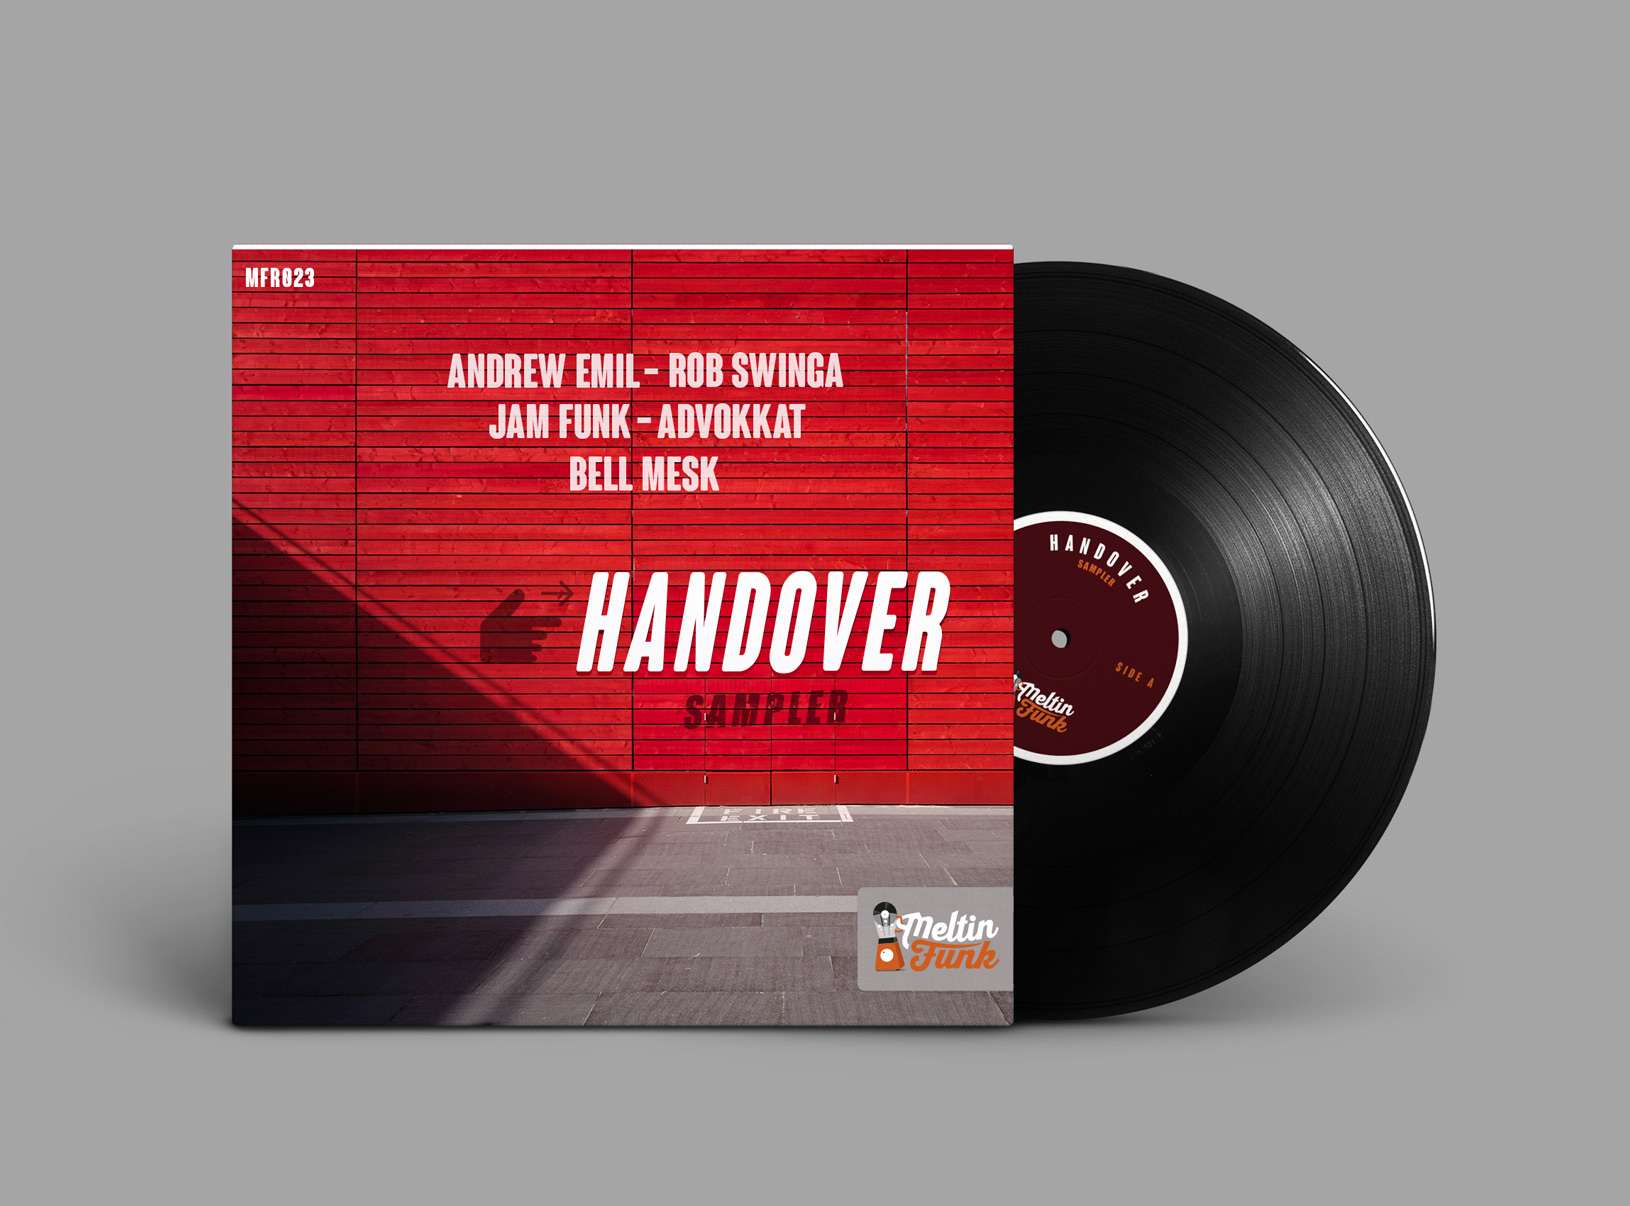 MFR023
ANDREW EMIL - ROB SWINGA
JAM FUNK - ADVOKKAT
BELL MESK
HANDOVER
SAMPLER
FIRE
EXIT
Meltin
Funk
HANDOVER
SAMPLER
SIDE A
Meltin
Funk